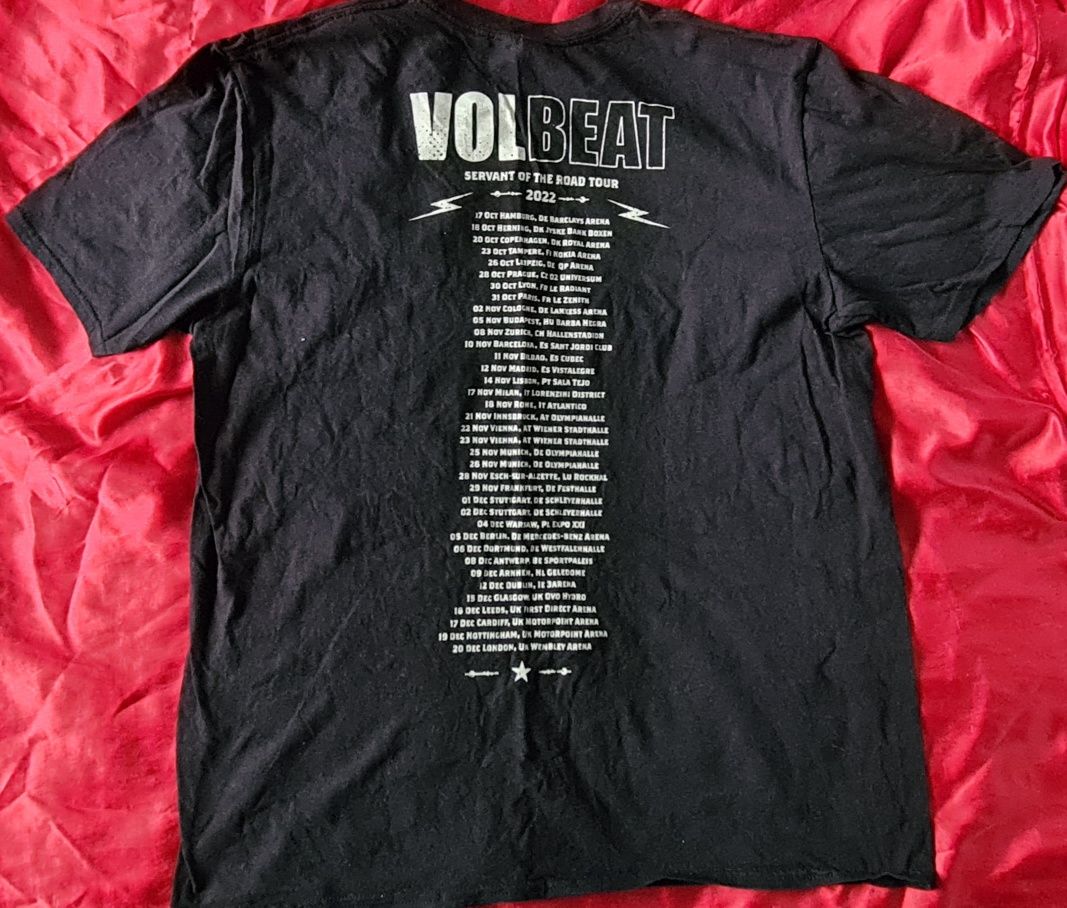 VOLBEAT
SERVANT OF THE ROAD TOUR
2022
17 OCT HAMBURG, DE BARCLAYS ARENA
18 OCT HERNING, DK JYSKE BANK BOXEN
20 OCT COPENHAGEN, DK ROYAL ARENA
23 OCT TAMPERE, FI NOKIA ARENA
26 OCT LEIPZIG, DE QP ARENA
28 OCT PRAGUE, CZ O2 UNIVERSUM
30 OCT LYON, FR LE RADIANT
31 OCT PARIS, FR LE ZENITH
02 NOV COLOGNE, DE LANXESS ARENA
05 NOV BUDAPEST, HU BARBA NEGRA
08 NOV ZURICH, CH HALLENSTADION
10 NOV BARCELONA, ES SANT JORDI CLUB
11 NOV BILBAO, ES CUBEC
12 NOV MADRID, ES VISTALEGRE
14 NOV LISBON, PT SALA TEJO
17 NOV MILAN, IT LORENZINI DISTRICT
18 NOV ROME, IT ATLANTICO
21 NOV INNSBRUCK, AT OLYMPIAHALLE
22 NOV VIENNA, AT WIENER STADTHALLE
23 NOV VIENNA, AT WIENER STADTHALLE
25 NOV MUNICH, DE OLYMPIAHALLE
26 NOV MUNICH, DE OLYMPIAHALLE
28 NOV ESCH-SUR-ALZETTE, LU ROCKHAL
29 NOV FRANKFURT, DE FESTHALLE
01 DEC STUTTGART, DE SCHLEYERHALLE
02 DEC STUTTGART, DE SCHLEYERHALLE
04 DEC WARSAW, PL EXPO XXI
05 DEC BERLIN, DE MERCEDES-BENZ ARENA
06 DEC DORTMUND, DE WESTFALENHALLE
08 DEC ANTWERP, BE SPORTPALEIS
09 DEC ARNHEM, NL GELEDOME
12 DEC DUBLIN, IE 3ARENA
15 DEC GLASGOW, UK OVO HYDRO
16 DEC LEEDS, UK FIRST DIRECT ARENA
17 DEC CARDIFF, UK MOTORPOINT ARENA
19 DEC NOTTINGHAM, UK MOTORPOINT ARENA
20 DEC LONDON, UK WEMBLEY ARENA